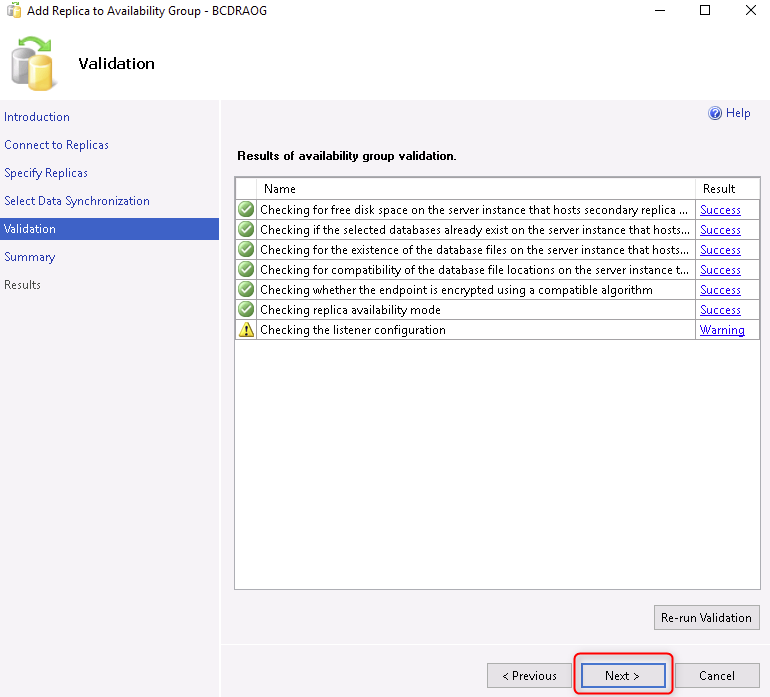 Add Replica to Availability Group - BCDRAOG
Validation
Introduction
Connect to Replicas
Specify Replicas
Select Data Synchronization
Validation
Summary
Results
Help
Results of availability group validation.
Name Result
Checking for free disk space on the server instance that hosts secondary replica ... Success
Checking if the selected databases already exist on the server instance that hosts... Success
Checking for the existence of the database files on the server instance that hosts... Success
Checking for compatibility of the database file locations on the server instance t... Success
Checking whether the endpoint is encrypted using a compatible algorithm Success
Checking replica availability mode Success
Checking the listener configuration Warning
Re-run Validation
< Previous Next > Cancel